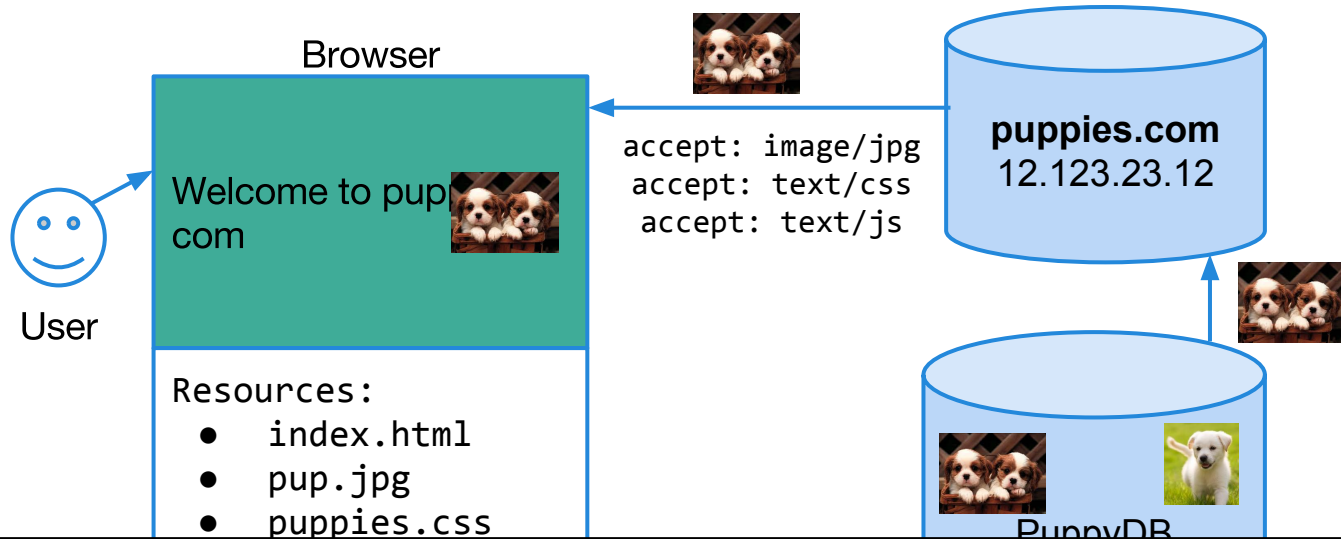 Browser
Welcome to pup
com
User
accept: image/jpg
accept: text/css
accept: text/js
puppies.com
12.123.23.12
Resources:
● index.html
● pup.jpg
● puppies.css
PuppyDB